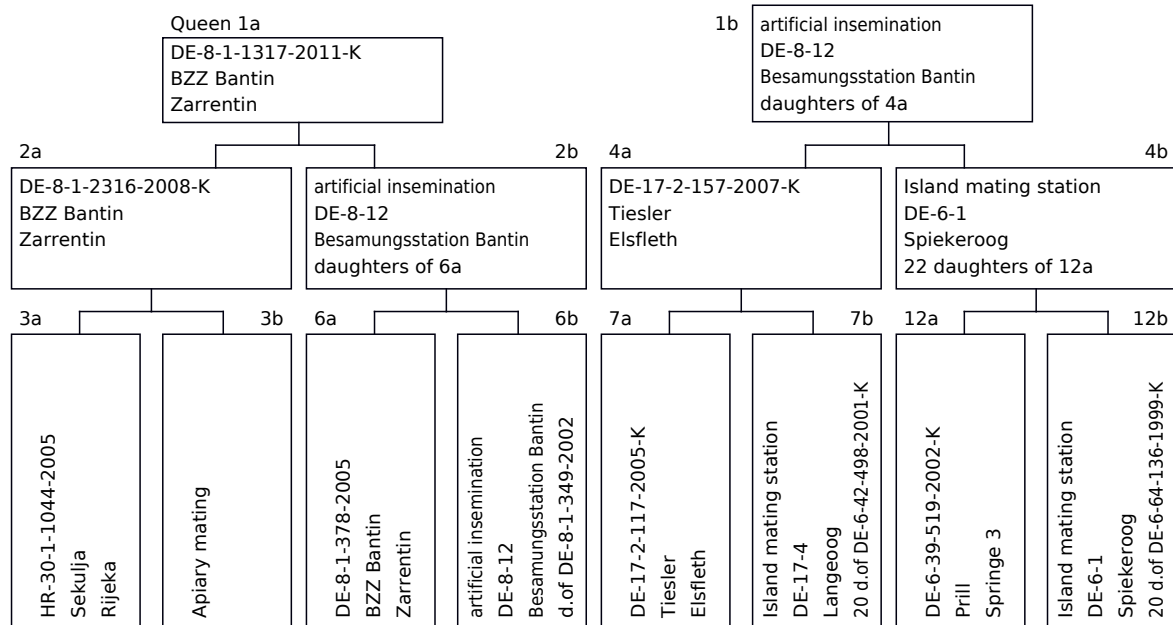 Queen 1a
DE-8-1-1317-2011-K
BZZ Bantin
Zarrentin
1b
artificial insemination
DE-8-12
Besamungsstation Bantin
daughters of 4a
2a
DE-8-1-2316-2008-K
BZZ Bantin
Zarrentin
2b
artificial insemination
DE-8-12
Besamungsstation Bantin
daughters of 6a
4a
DE-17-2-157-2007-K
Tiesler
Elsfleth
4b
Island mating station
DE-6-1
Spiekeroog
22 daughters of 12a
3a
HR-30-1-1044-2005
Sekulja
Rijeka
3b
Apiary mating
6a
DE-8-1-378-2005
BZZ Bantin
Zarrentin
6b
artificial insemination
DE-8-12
Besamungsstation Bantin
d.of DE-8-1-349-2002
7a
DE-17-2-117-2005-K
Tiesler
Elsfleth
7b
Island mating station
DE-17-4
Langeoog
20 d.of DE-6-42-498-2001-K
12a
DE-6-39-519-2002-K
Prill
Springe 3
12b
Island mating station
DE-6-1
Spiekeroog
20 d.of DE-6-64-136-1999-K